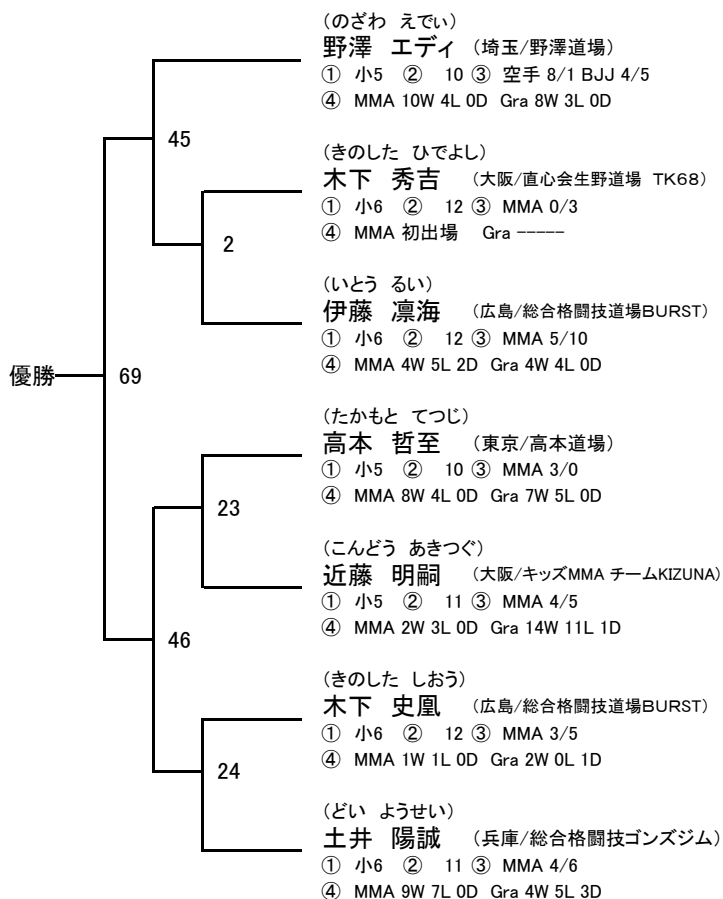 (のざわ えでぃ)
野澤 エディ (埼玉/野澤道場)
① 小5 ② 10 ③ 空手 8/1 BJJ 4/5
④ MMA 10W 4L 0D Gra 8W 3L 0D
45
(きのした ひでよし)
木下 秀吉 (大阪/直心会生野道場 TK68)
① 小6 ② 12 ③ MMA 0/3
④ MMA 初出場 Gra -----
2
(いとう るい)
伊藤 凛海 (広島/総合格闘技道場BURST)
① 小6 ② 12 ③ MMA 5/10
④ MMA 4W 5L 2D Gra 4W 4L 0D
優勝 69
(たかもと てつじ)
高本 哲至 (東京/高本道場)
① 小5 ② 10 ③ MMA 3/0
④ MMA 8W 4L 0D Gra 7W 5L 0D
23
(こんどう あきつぐ)
近藤 明嗣 (大阪/キッズMMA チームKIZUNA)
① 小5 ② 11 ③ MMA 4/5
④ MMA 2W 3L 0D Gra 14W 11L 1D
46
(きのした しおう)
木下 史凰 (広島/総合格闘技道場BURST)
① 小6 ② 12 ③ MMA 3/5
④ MMA 1W 1L 0D Gra 2W 0L 1D
24
(どい ようせい)
土井 陽誠 (兵庫/総合格闘技ゴンズジム)
① 小6 ② 11 ③ MMA 4/6
④ MMA 9W 7L 0D Gra 4W 5L 3D